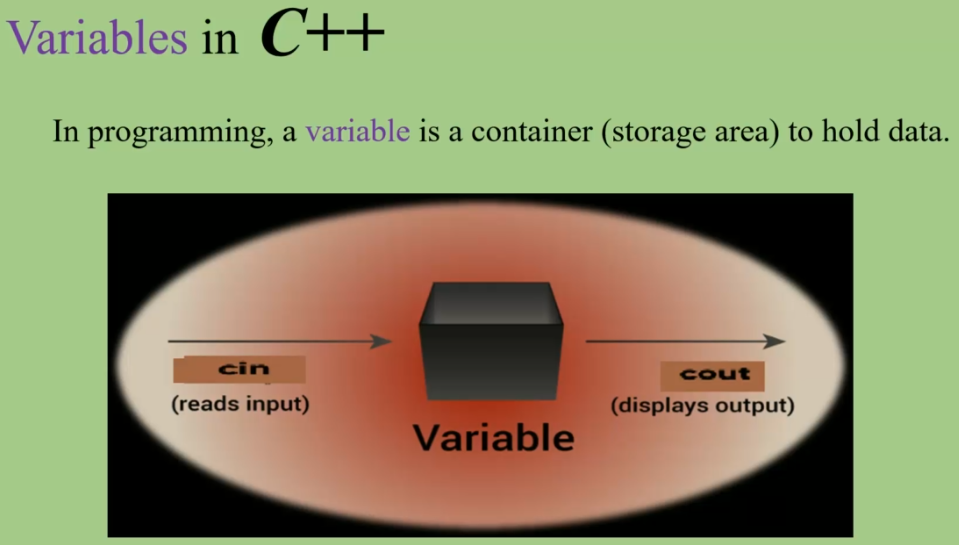 Variables in C++
In programming, a variable is a container (storage area) to hold data.
cin
(reads input)
Variable
cout
(displays output)